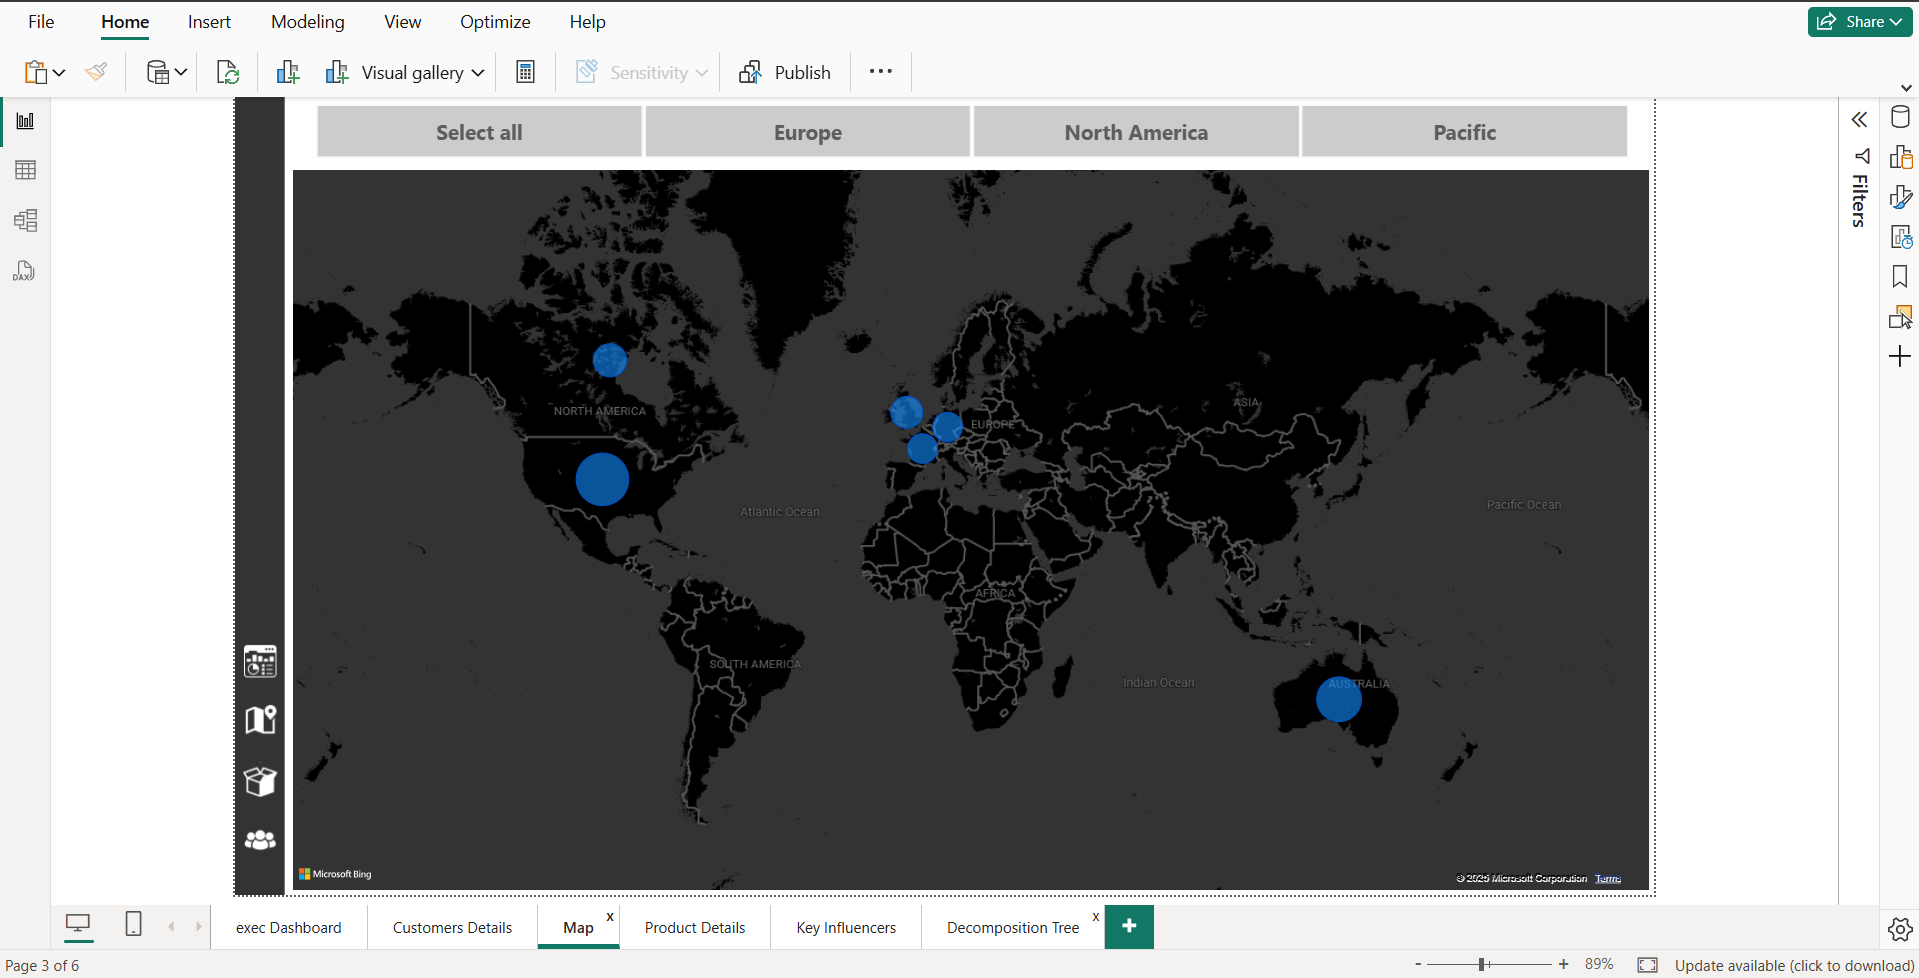 File Home Insert Modeling View Optimize Help Share
Visual gallery Sensitivity Publish
DAX
Select all Europe North America Pacific
Filters
ASIA
NORTH AMERICA
EUROPE
Pacific Ocean
Atlantic Ocean
AFRICA
SOUTH AMERICA
Indian Ocean
AUSTRALIA
Microsoft Bing
© 2025 Microsoft Corporation Terms
exec Dashboard Customers Details Map x Product Details Key Influencers Decomposition Tree x +
Page 3 of 6 - + 89% Update available (click to download)